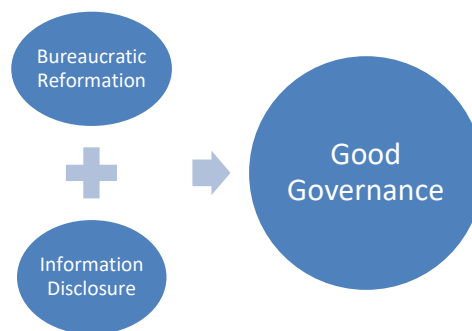 Bureaucratic
Reformation
Good
Governance
Information
Disclosure